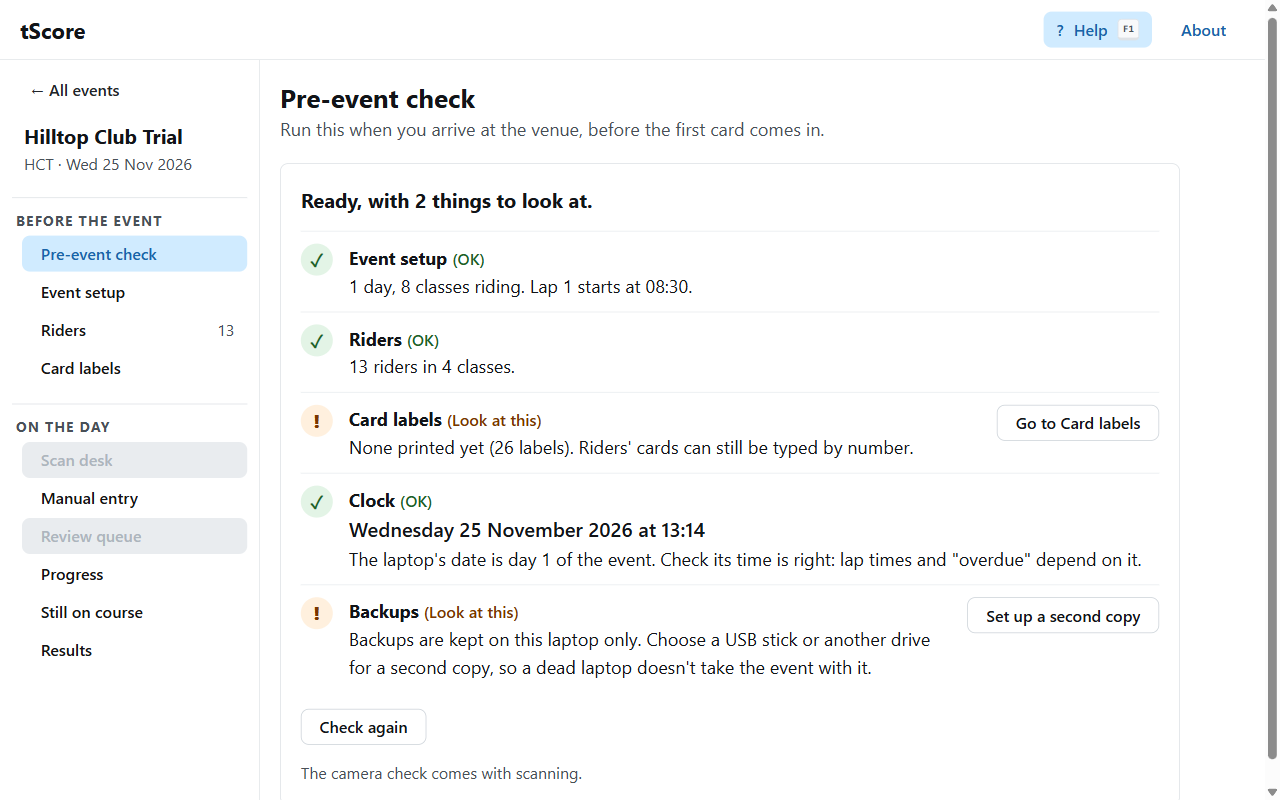 tScore
? Help F1
About
← All events
Hilltop Club Trial
HCT · Wed 25 Nov 2026
BEFORE THE EVENT
Pre-event check
Event setup
Riders 13
Card labels
ON THE DAY
Scan desk
Manual entry
Review queue
Progress
Still on course
Results
Pre-event check
Run this when you arrive at the venue, before the first card comes in.
Ready, with 2 things to look at.
✓ Event setup (OK)
1 day, 8 classes riding. Lap 1 starts at 08:30.
✓ Riders (OK)
13 riders in 4 classes.
! Card labels (Look at this)
None printed yet (26 labels). Riders' cards can still be typed by number.
Go to Card labels
✓ Clock (OK)
Wednesday 25 November 2026 at 13:14
The laptop's date is day 1 of the event. Check its time is right: lap times and "overdue" depend on it.
! Backups (Look at this)
Backups are kept on this laptop only. Choose a USB stick or another drive
for a second copy, so a dead laptop doesn't take the event with it.
Set up a second copy
Check again
The camera check comes with scanning.